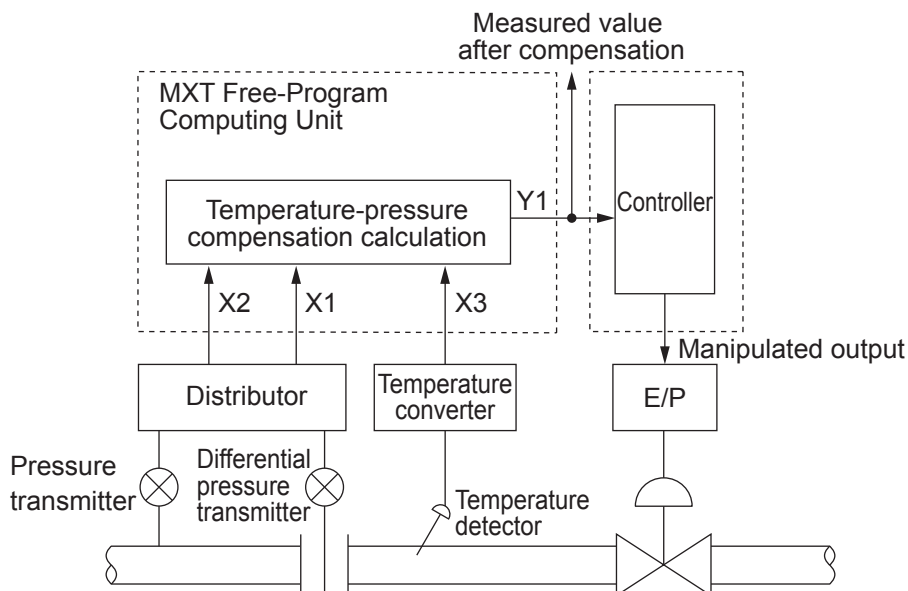 Measured value
after compensation
MXT Free-Program
Computing Unit
Temperature-pressure
compensation calculation
Y1
Controller
X2
X1
X3
Manipulated output
Distributor
Temperature
converter
E/P
Pressure
transmitter
Differential
pressure
transmitter
Temperature
detector